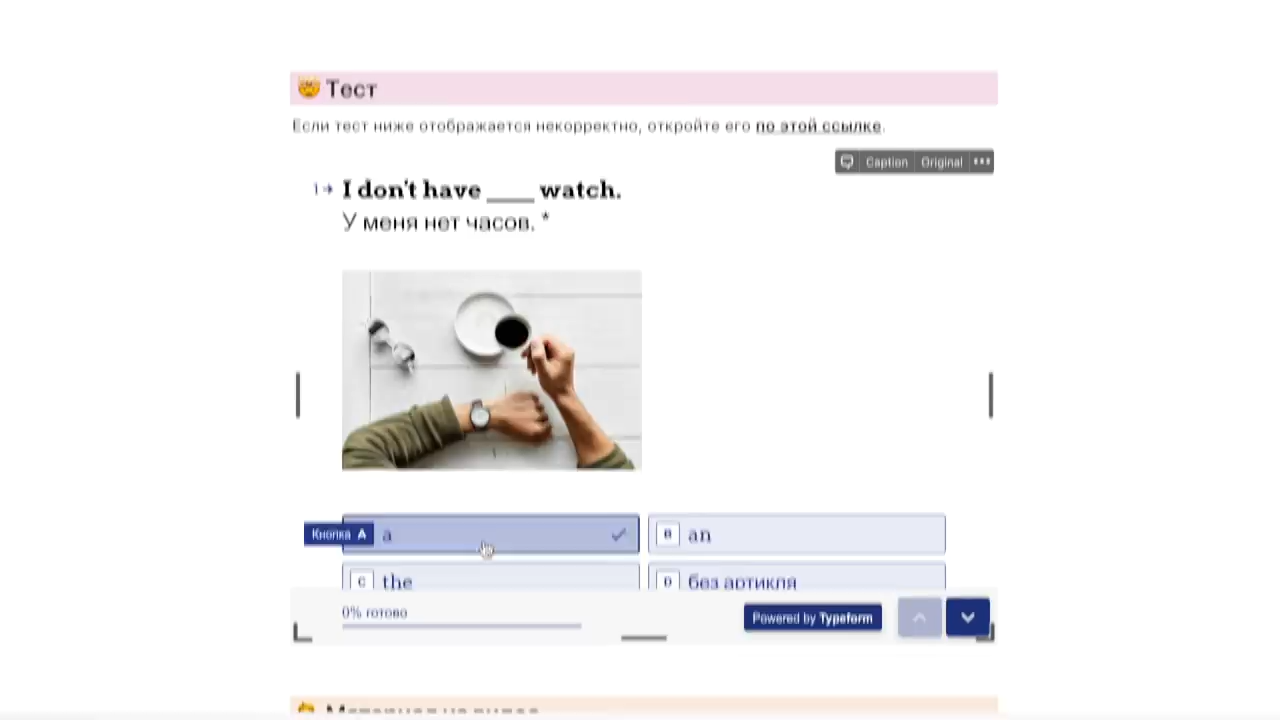 Тест
Если тест ниже отображается некорректно, откройте его по этой ссылке.
Caption Original •••
1→ I don't have ____ watch.
У меня нет часов. *
Кнопка A a
B an
C the
D без артикля
0% готово
Powered by Typeform